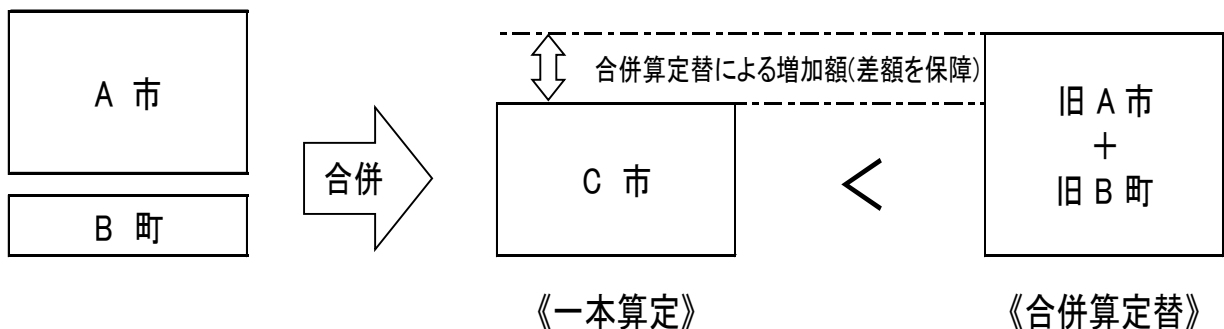 A 市
B 町
合併
合併算定替による増加額(差額を保障)
C 市
<
旧 A 市
＋
旧 B 町
《一本算定》
《合併算定替》